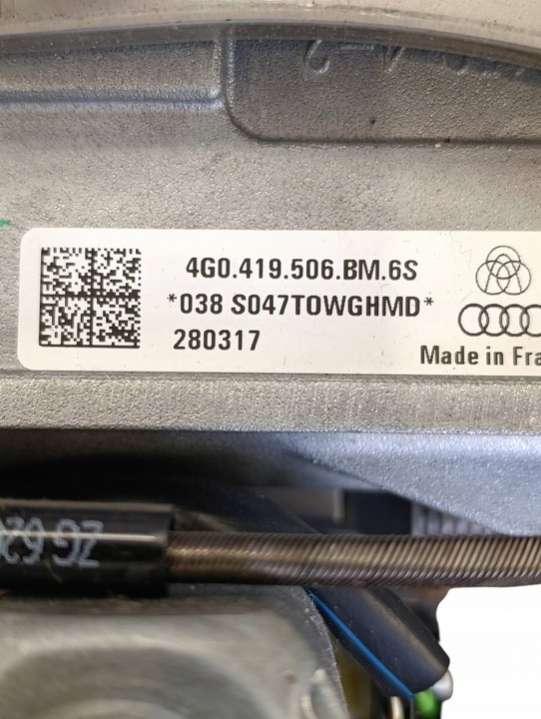 4G0.419.506.BM.6S
*038 S047TOWGHMD*
280317
Made in Fra